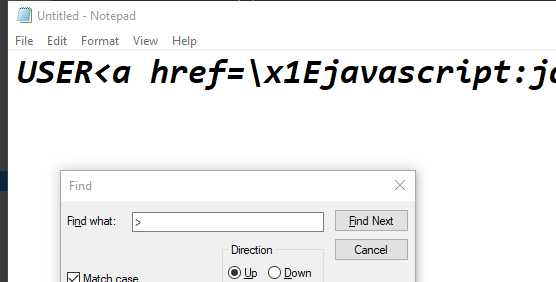 Untitled - Notepad
File Edit Format View Help
USER<a href=\x1Ejavascript:ja
Find
Find what: > Find Next
Cancel
Direction
Match case Up Down